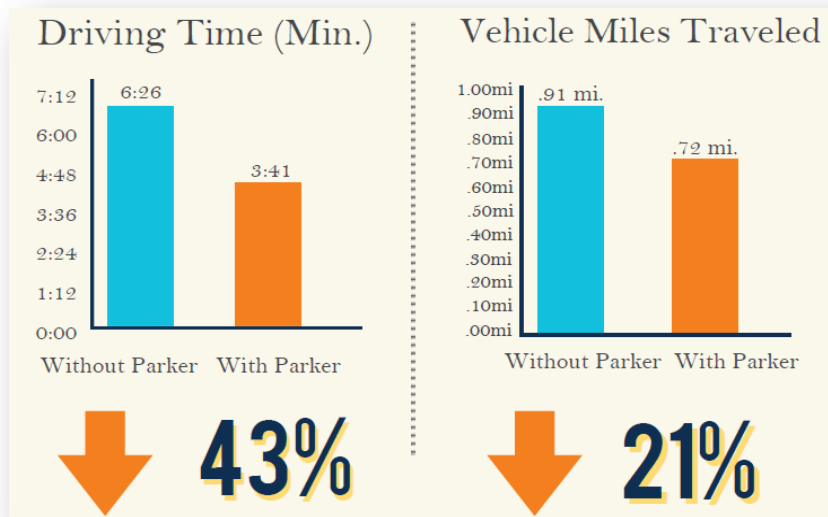 Driving Time (Min.)
6:26
3:41
7:12
6:00
4:48
3:36
2:24
1:12
0:00
Without Parker With Parker
43%
Vehicle Miles Traveled
.91 mi.
.72 mi.
1.00mi
.90mi
.80mi
.70mi
.60mi
.50mi
.40mi
.30mi
.20mi
.10mi
.00mi
Without Parker With Parker
21%